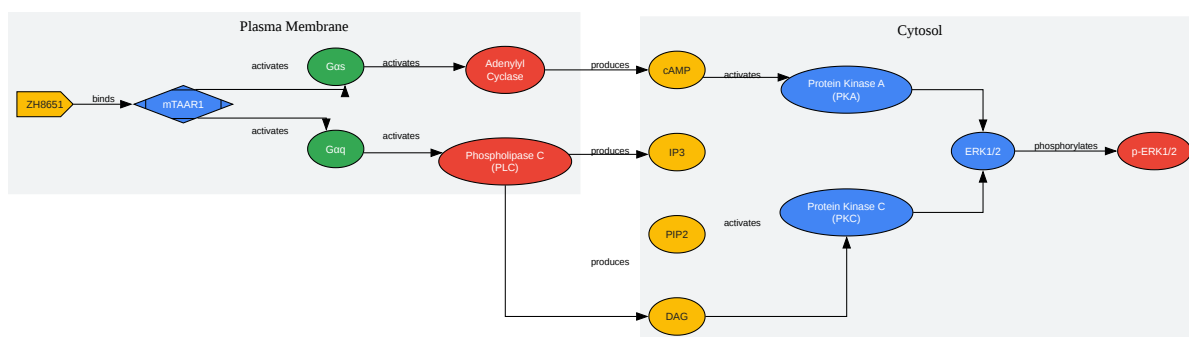 Plasma Membrane
Cytosol
ZH8651
binds
mTAAR1
activates
activates
Gαs
Gαq
activates
activates
Adenylyl
Cyclase
Phospholipase C
(PLC)
produces
produces
produces
cAMP
IP3
PIP2
DAG
activates
activates
Protein Kinase A
(PKA)
Protein Kinase C
(PKC)
ERK1/2
phosphorylates
p-ERK1/2